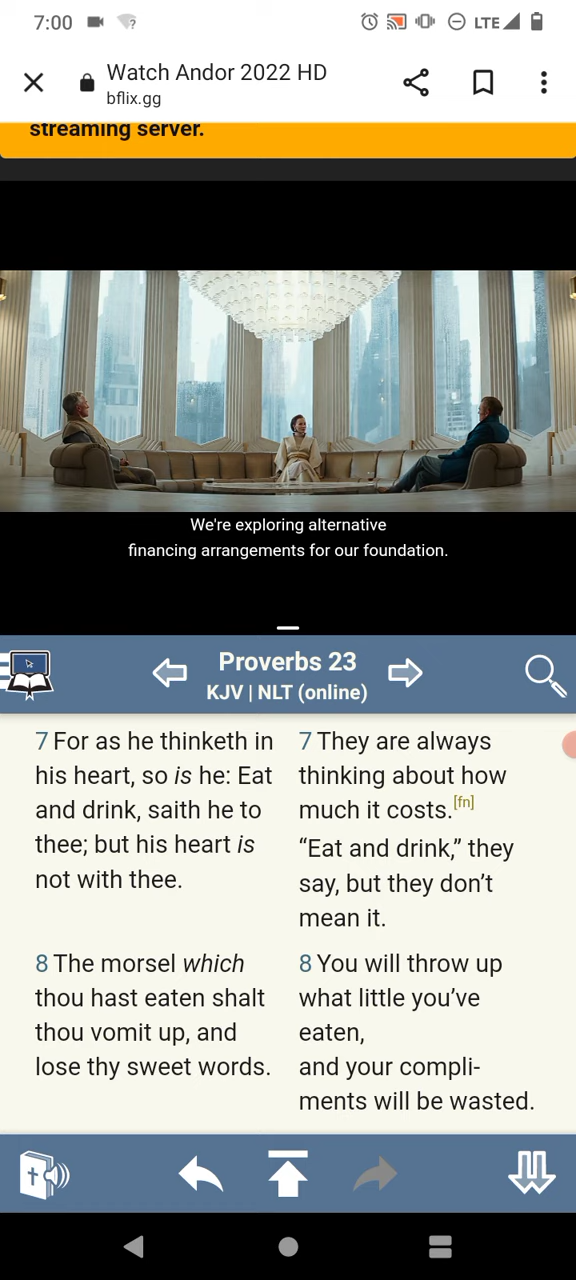 7:00
LTE
Watch Andor 2022 HD
bflix.gg
streaming server.
We're exploring alternative
financing arrangements for our foundation.
Proverbs 23
KJV | NLT (online)
7 For as he thinketh in
his heart, so is he: Eat
and drink, saith he to
thee; but his heart is
not with thee.
7 They are always
thinking about how
much it costs.[fn]
“Eat and drink,” they
say, but they don’t
mean it.
8 The morsel which
thou hast eaten shalt
thou vomit up, and
lose thy sweet words.
8 You will throw up
what little you’ve
eaten,
and your compli-
ments will be wasted.